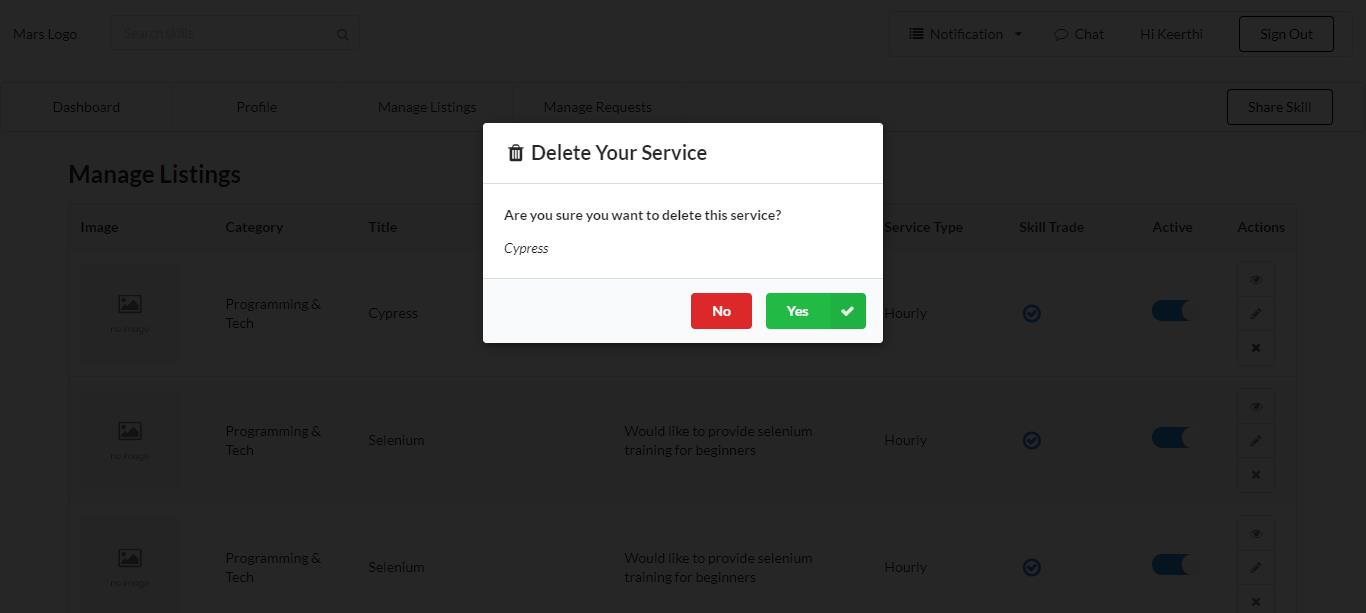 Mars Logo
Search skills
Notification
Chat
Hi Keerthi
Sign Out
Dashboard
Profile
Manage Listings
Manage Requests
Share Skill
Delete Your Service
Are you sure you want to delete this service?
Cypress
No
Yes
Manage Listings
Image
Category
Title
Service Type
Skill Trade
Active
Actions
no image
Programming &
Tech
Cypress
Hourly
no image
Programming &
Tech
Selenium
Would like to provide selenium
training for beginners
Hourly
no image
Programming &
Tech
Selenium
Would like to provide selenium
training for beginners
Hourly